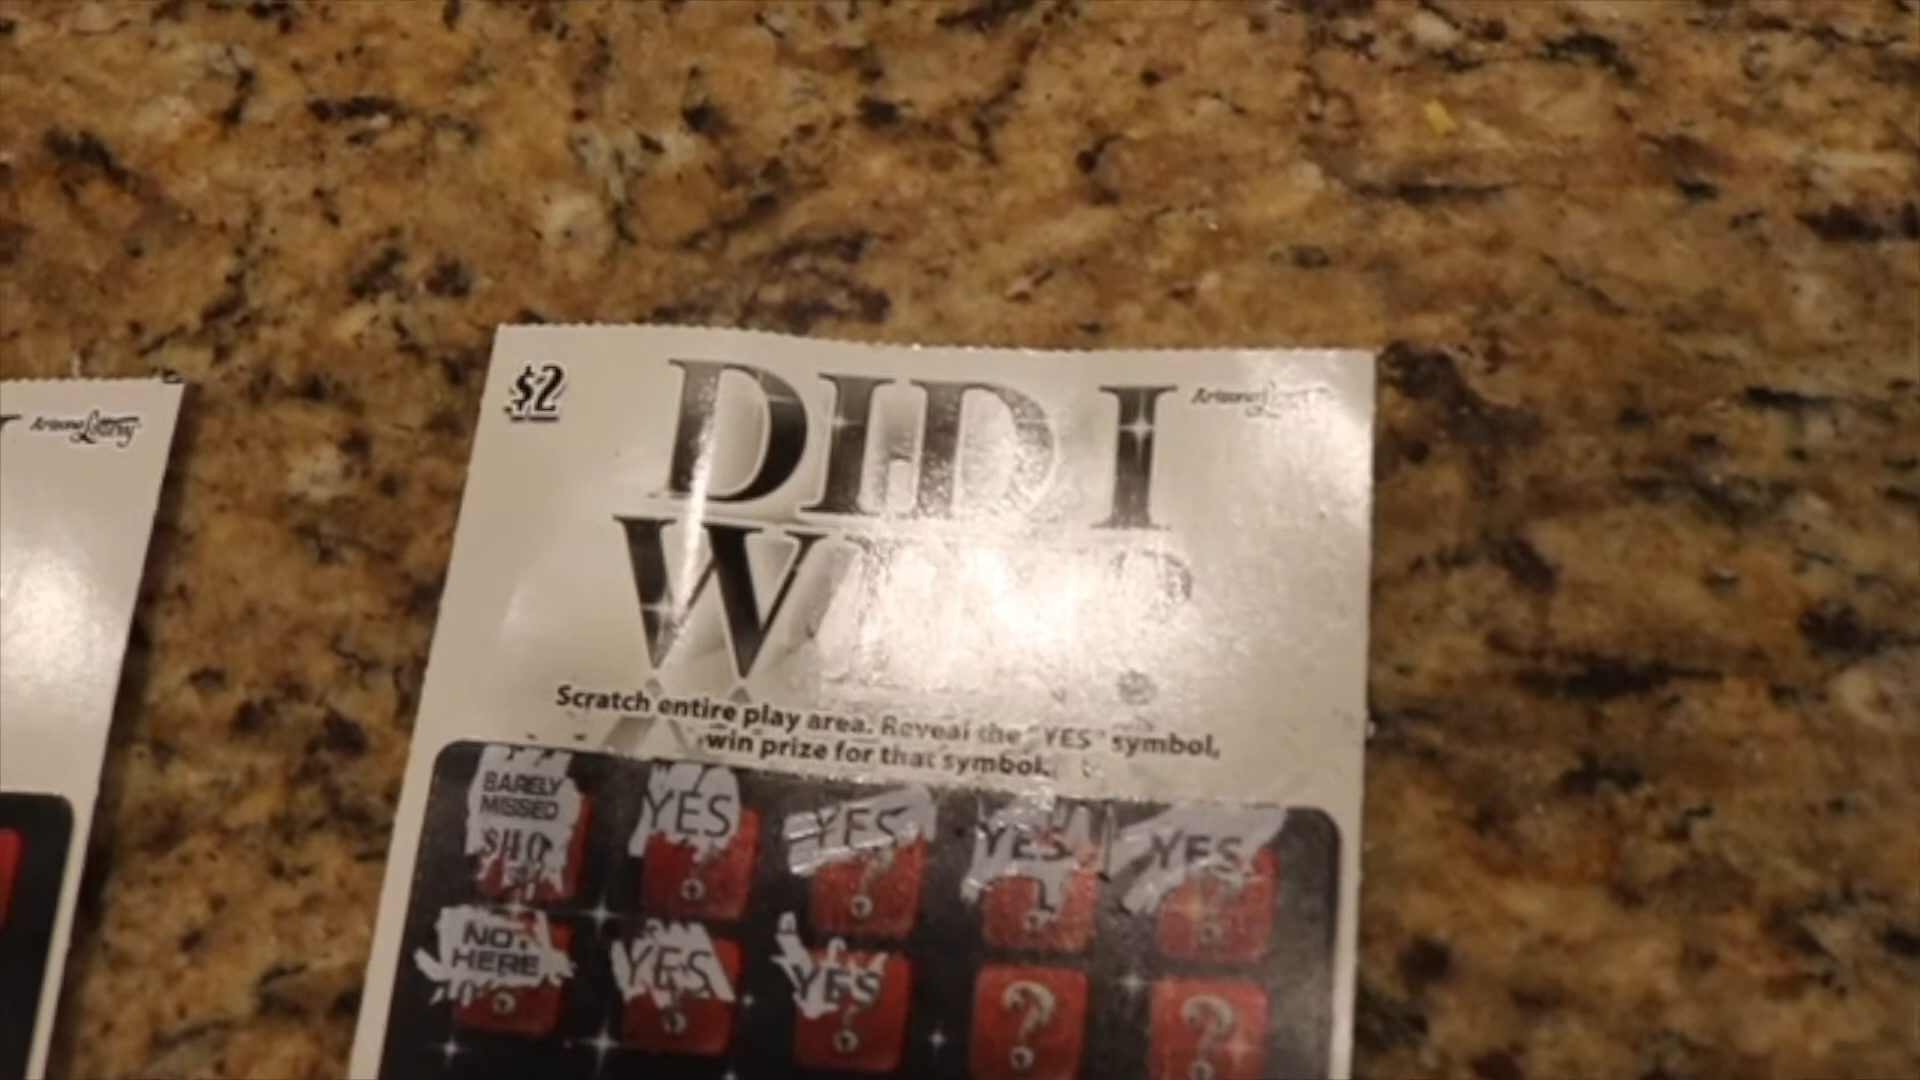 $2
DID I
Arizona Lottery
W
Scratch entire play area. Reveal the "YES" symbol,
win prize for that symbol.
BARELY
MISSED
$40
YES
YES
YES
YES
NOT
HERE
YES
YES
?
?
Arizona Lottery